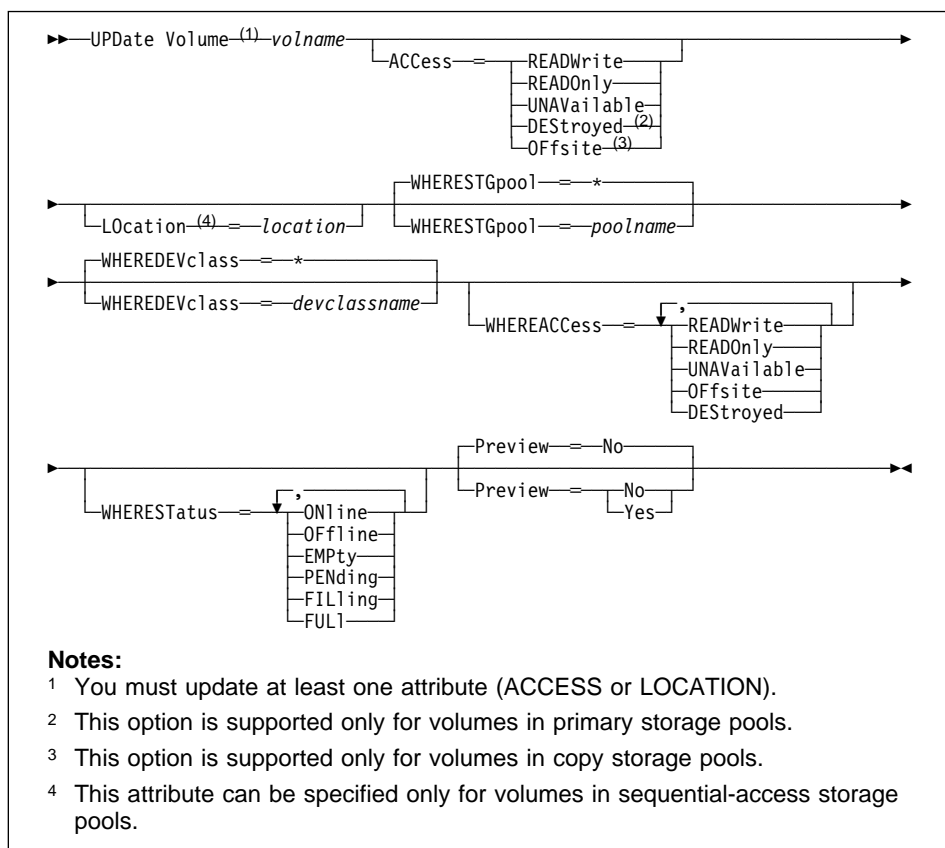 UPDate Volume (1) volname
ACCess = READWrite
READOnly
UNAVailable
DEStroyed (2)
OFfsite (3)
LOcation (4) = location
WHERESTGpool = *
WHERESTGpool = poolname
WHEREDEVclass = *
WHEREDEVclass = devclassname
WHEREACCess = , READWrite
READOnly
UNAVailable
OFfsite
DEStroyed
WHERESTatus = , ONline
OFfline
EMPty
PENding
FILling
FULl
Preview = No
Preview = No
Yes
Notes:
1 You must update at least one attribute (ACCESS or LOCATION).
2 This option is supported only for volumes in primary storage pools.
3 This option is supported only for volumes in copy storage pools.
4 This attribute can be specified only for volumes in sequential-access storage
pools.